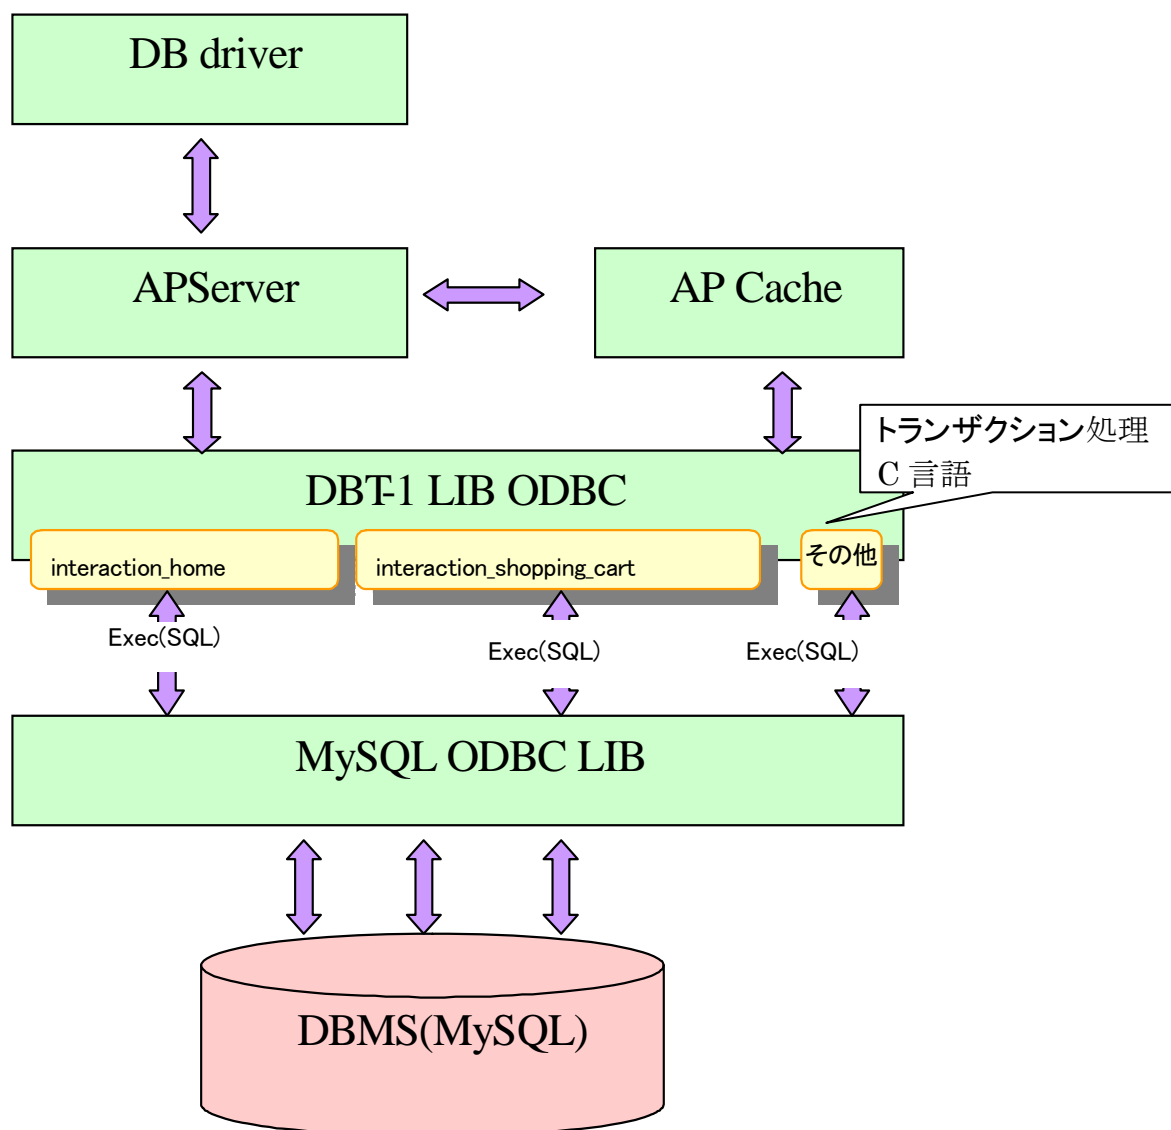 DB driver
APServer
AP Cache
トランザクション処理
C 言語
DBT-1 LIB ODBC
interaction_home
interaction_shopping_cart
その他
Exec(SQL)
Exec(SQL)
Exec(SQL)
MySQL ODBC LIB
DBMS(MySQL)